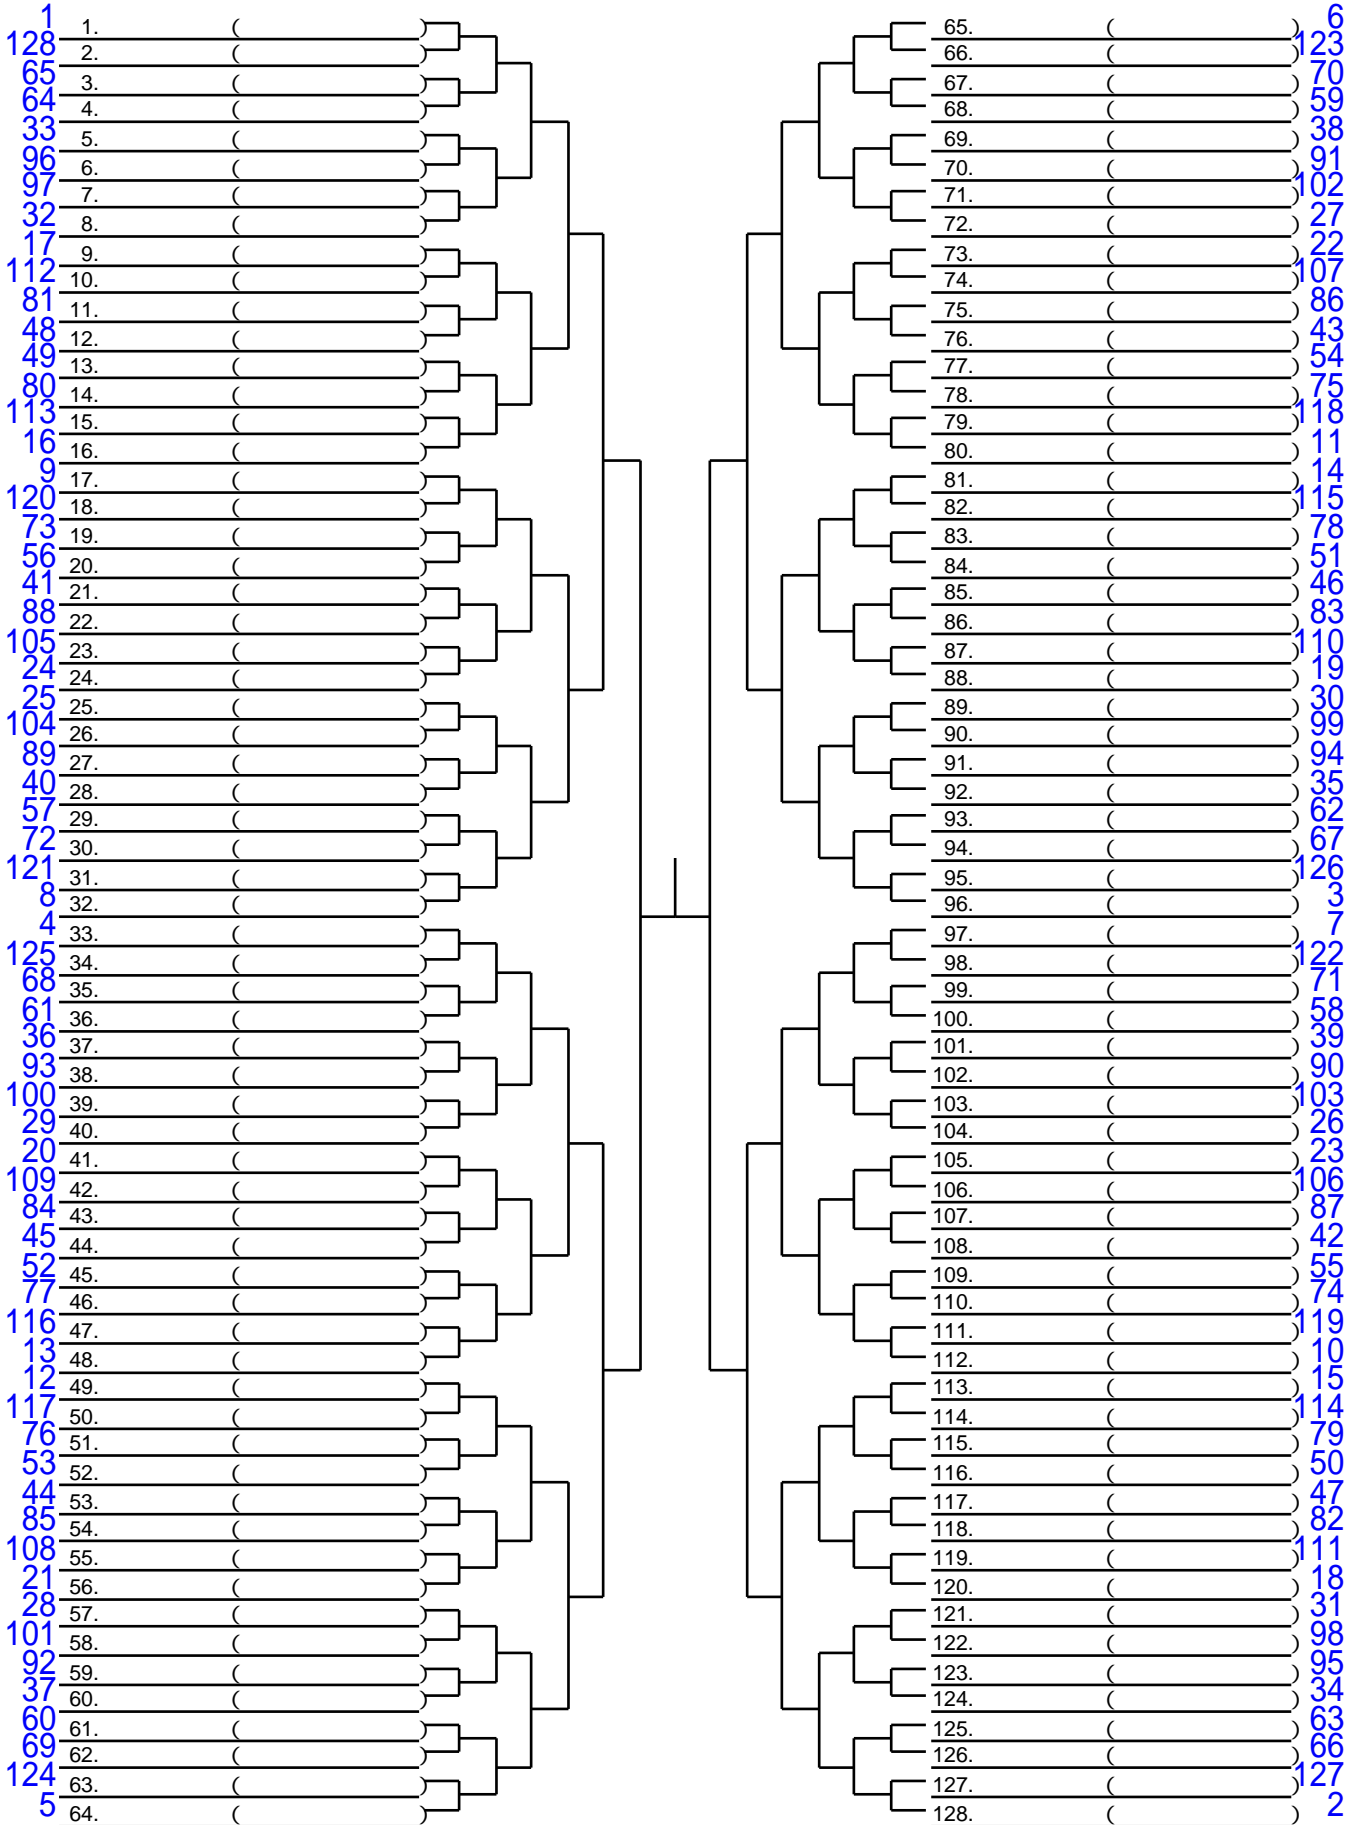 1 1. ( ) 65. ( ) 6
128 2. ( ) 66. ( ) 123
65 3. ( ) 67. ( ) 70
64 4. ( ) 68. ( ) 59
33 5. ( ) 69. ( ) 38
96 6. ( ) 70. ( ) 91
97 7. ( ) 71. ( ) 102
32 8. ( ) 72. ( ) 27
17 9. ( ) 73. ( ) 22
112 10. ( ) 74. ( ) 107
81 11. ( ) 75. ( ) 86
48 12. ( ) 76. ( ) 43
49 13. ( ) 77. ( ) 54
80 14. ( ) 78. ( ) 75
113 15. ( ) 79. ( ) 118
16 16. ( ) 80. ( ) 11
9 17. ( ) 81. ( ) 14
120 18. ( ) 82. ( ) 115
73 19. ( ) 83. ( ) 78
56 20. ( ) 84. ( ) 51
41 21. ( ) 85. ( ) 46
88 22. ( ) 86. ( ) 83
105 23. ( ) 87. ( ) 110
24 24. ( ) 88. ( ) 19
25 25. ( ) 89. ( ) 30
104 26. ( ) 90. ( ) 99
89 27. ( ) 91. ( ) 94
40 28. ( ) 92. ( ) 35
57 29. ( ) 93. ( ) 62
72 30. ( ) 94. ( ) 67
121 31. ( ) 95. ( ) 126
8 32. ( ) 96. ( ) 3
4 33. ( ) 97. ( ) 7
125 34. ( ) 98. ( ) 122
68 35. ( ) 99. ( ) 71
61 36. ( ) 100. ( ) 58
36 37. ( ) 101. ( ) 39
93 38. ( ) 102. ( ) 90
100 39. ( ) 103. ( ) 103
29 40. ( ) 104. ( ) 26
20 41. ( ) 105. ( ) 23
109 42. ( ) 106. ( ) 106
84 43. ( ) 107. ( ) 87
45 44. ( ) 108. ( ) 42
52 45. ( ) 109. ( ) 55
77 46. ( ) 110. ( ) 74
116 47. ( ) 111. ( ) 119
13 48. ( ) 112. ( ) 10
12 49. ( ) 113. ( ) 15
117 50. ( ) 114. ( ) 114
76 51. ( ) 115. ( ) 79
53 52. ( ) 116. ( ) 50
44 53. ( ) 117. ( ) 47
85 54. ( ) 118. ( ) 82
108 55. ( ) 119. ( ) 111
21 56. ( ) 120. ( ) 18
28 57. ( ) 121. ( ) 31
101 58. ( ) 122. ( ) 98
92 59. ( ) 123. ( ) 95
37 60. ( ) 124. ( ) 34
60 61. ( ) 125. ( ) 63
69 62. ( ) 126. ( ) 66
124 63. ( ) 127. ( ) 127
5 64. ( ) 128. ( ) 2